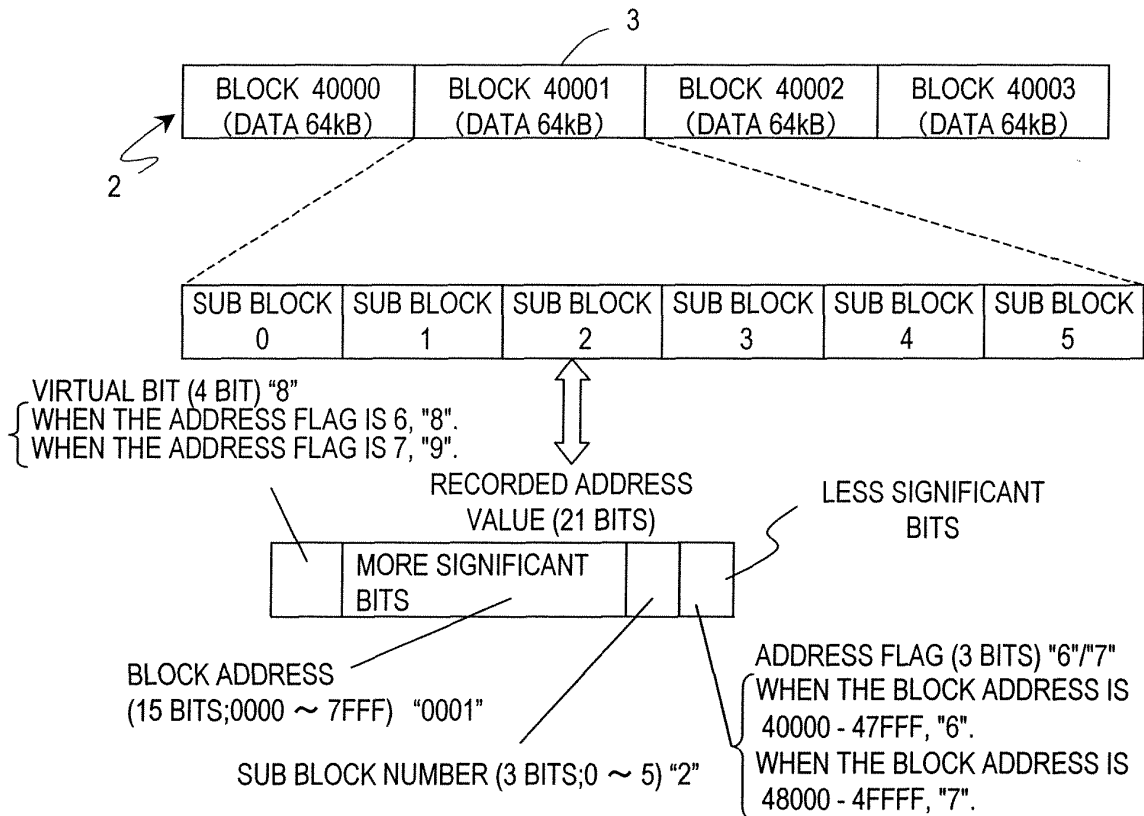 3
BLOCK 40000 BLOCK 40001 BLOCK 40002 BLOCK 40003
(DATA 64kB) (DATA 64kB) (DATA 64kB) (DATA 64kB)
2
SUB BLOCK SUB BLOCK SUB BLOCK SUB BLOCK SUB BLOCK SUB BLOCK
0 1 2 3 4 5
VIRTUAL BIT (4 BIT) “8”
WHEN THE ADDRESS FLAG IS 6, "8".
WHEN THE ADDRESS FLAG IS 7, "9".
RECORDED ADDRESS
VALUE (21 BITS)
LESS SIGNIFICANT
BITS
MORE SIGNIFICANT
BITS
BLOCK ADDRESS
(15 BITS;0000 ～ 7FFF) “0001”
SUB BLOCK NUMBER (3 BITS;0 ～ 5) “2”
ADDRESS FLAG (3 BITS) "6"/"7"
WHEN THE BLOCK ADDRESS IS
40000 - 47FFF, "6".
WHEN THE BLOCK ADDRESS IS
48000 - 4FFFF, "7".